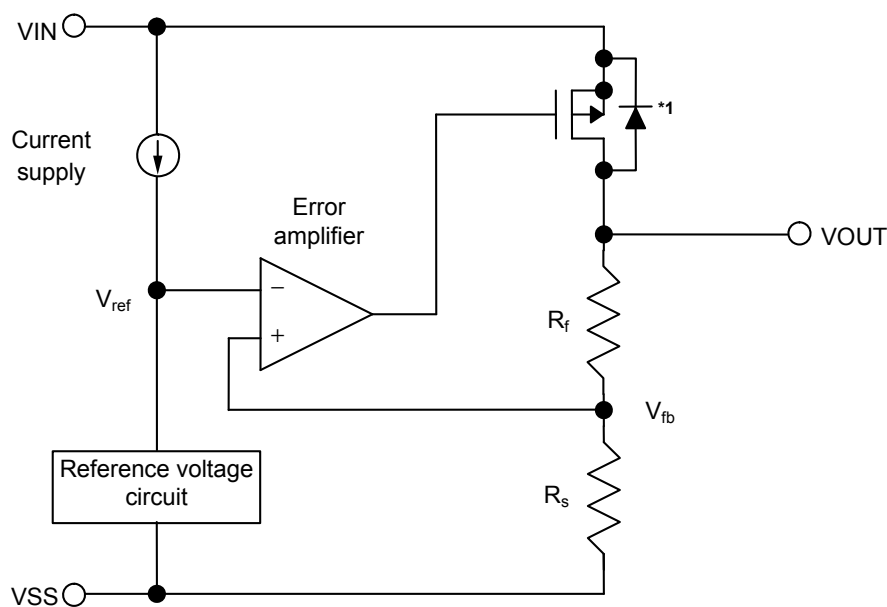 VIN
*1
Current
supply
Error
amplifier
VOUT
Vref
−
+
Rf
Vfb
Reference voltage
circuit
Rs
VSS